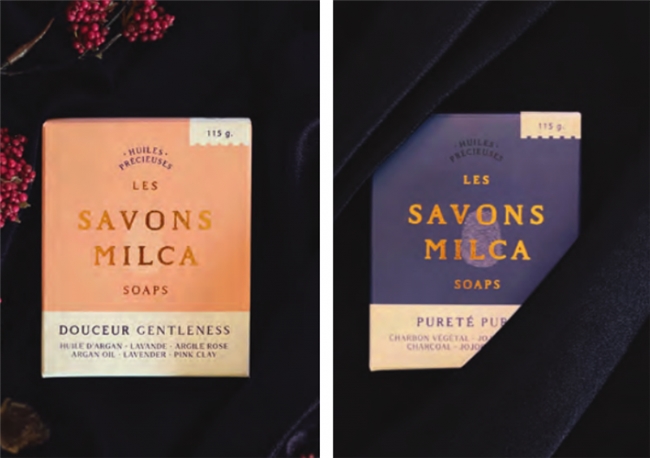 115 g.
· HUILES ·
PRÉCIEUSES
LES
SAVONS
MILCA
SOAPS
DOUCEUR GENTLENESS
HUILE D'ARGAN - LAVANDE - ARGILE ROSE
ARGAN OIL - LAVENDER - PINK CLAY
115 g.
· HUILES ·
PRÉCIEUSES
LES
SAVONS
MILCA
SOAPS
PURETÉ PUR
CHARBON VÉGÉTAL - JO
CHARCOAL - JOJO